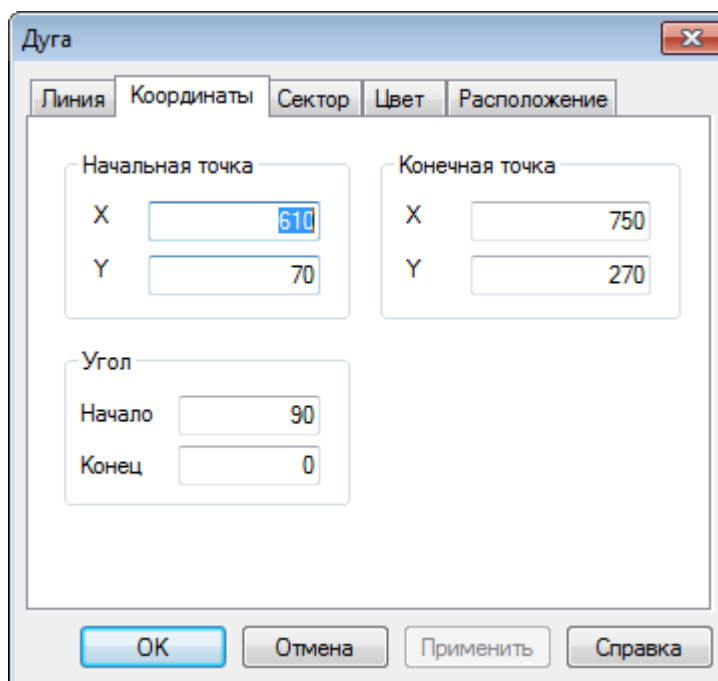 Дуга
Линия Координаты Сектор Цвет Расположение
Начальная точка Конечная точка
X 610 X 750
Y 70 Y 270
Угол
Начало 90
Конец 0
OK Отмена Применить Справка